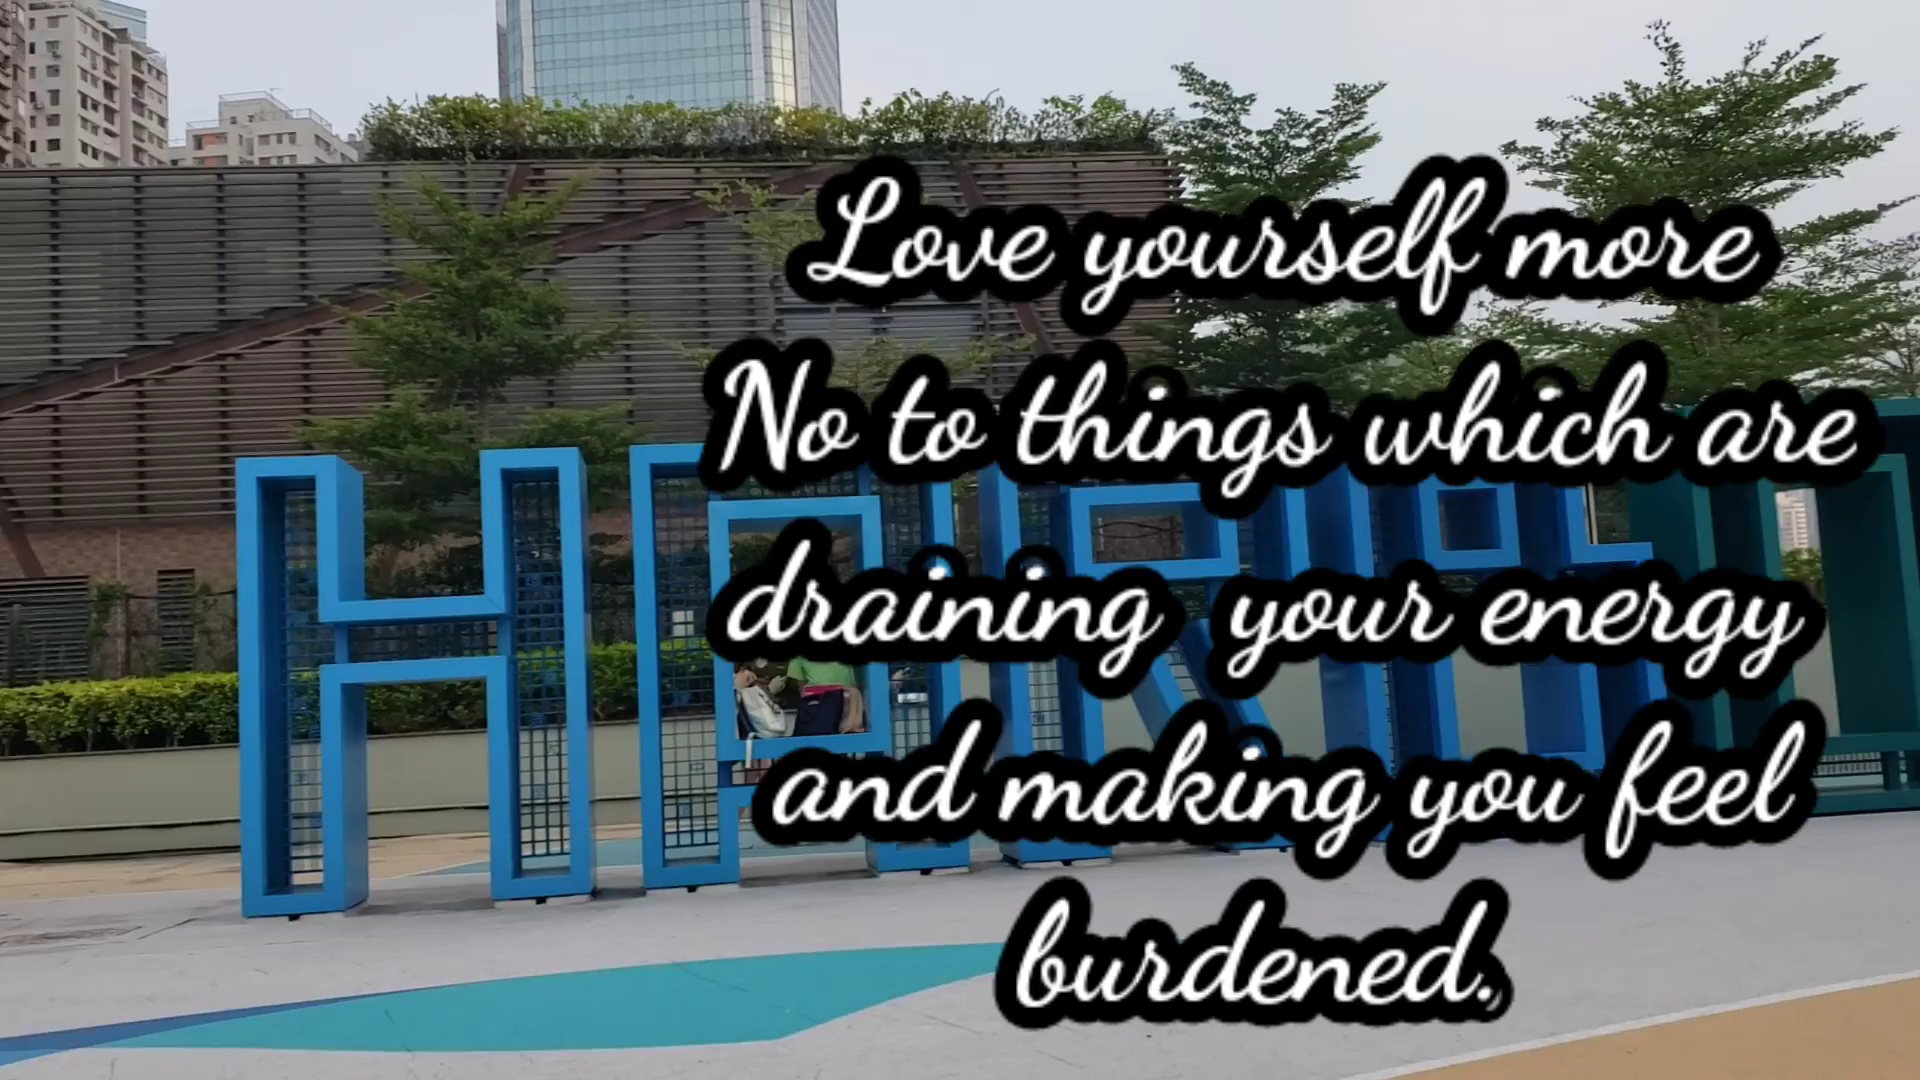 Love yourself more
No to things which are
draining your energy
and making you feel
burdened.